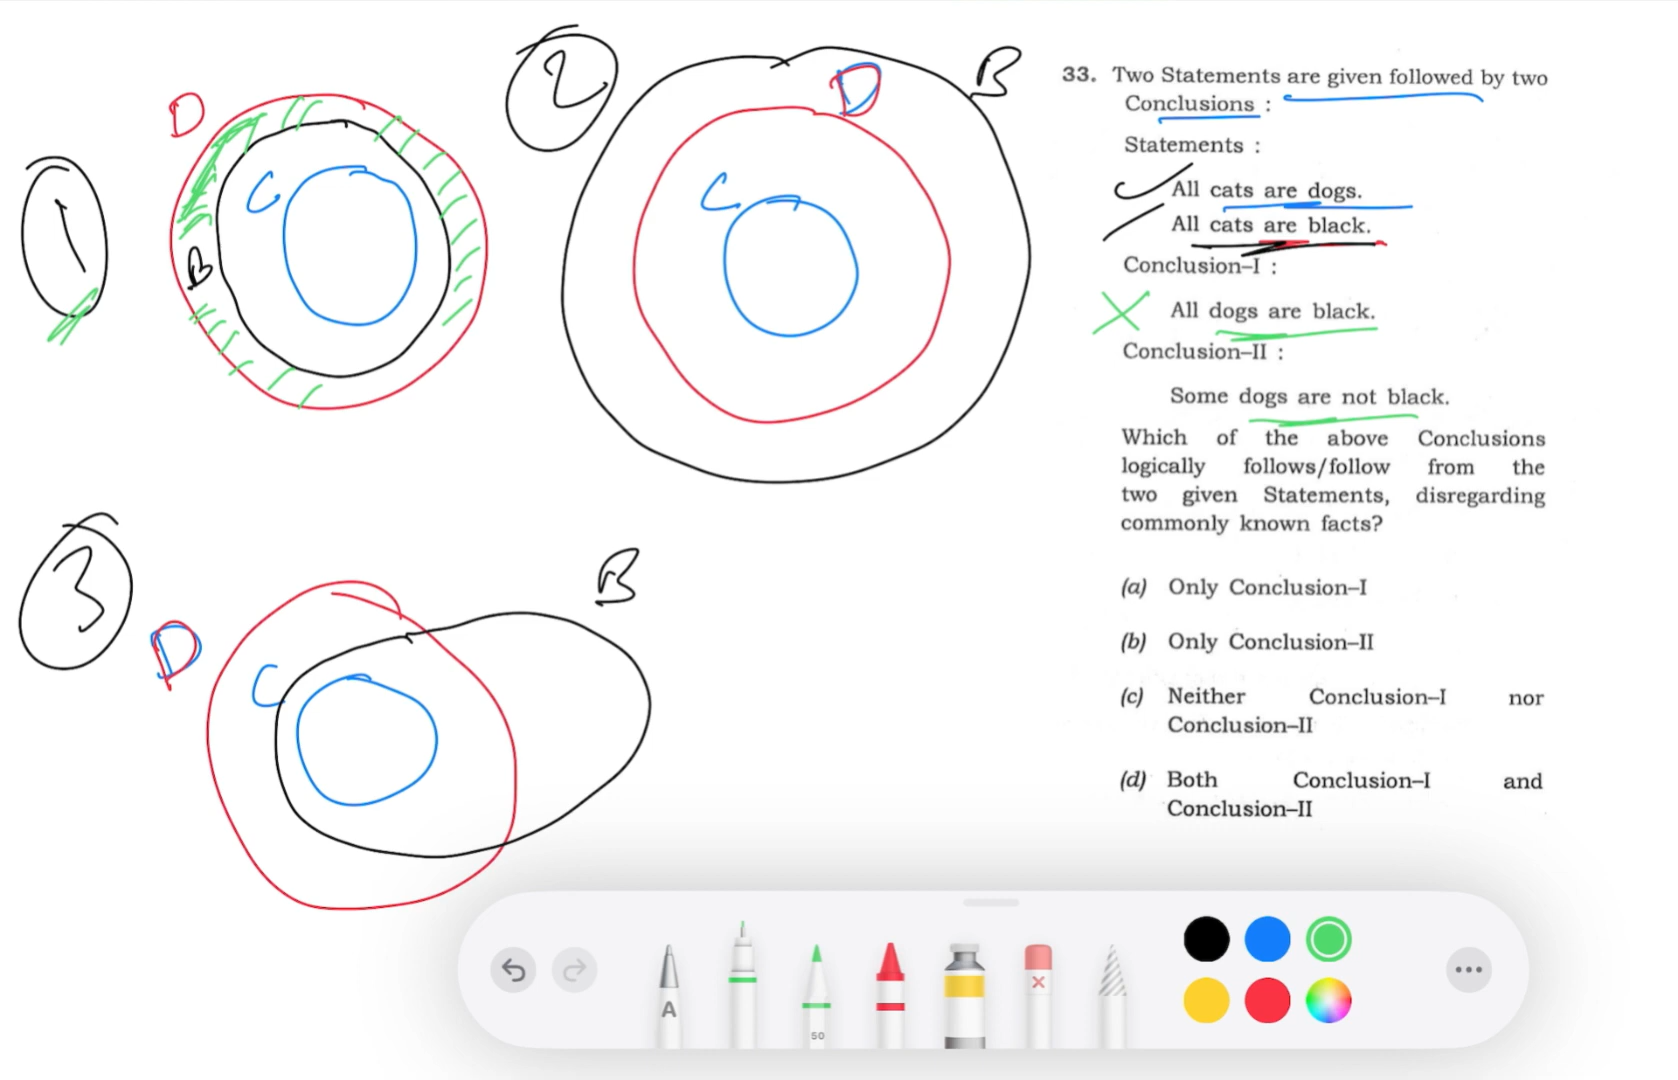 1
D
C
B
2
D
B
C
3
D
C
B
33. Two Statements are given followed by two
Conclusions :
Statements :
All cats are dogs.
All cats are black.
Conclusion–I :
All dogs are black.
Conclusion–II :
Some dogs are not black.
Which of the above Conclusions
logically follows/follow from the
two given Statements, disregarding
commonly known facts?
(a) Only Conclusion–I
(b) Only Conclusion–II
(c) Neither Conclusion–I nor
Conclusion–II
(d) Both Conclusion–I and
Conclusion–II
A
50